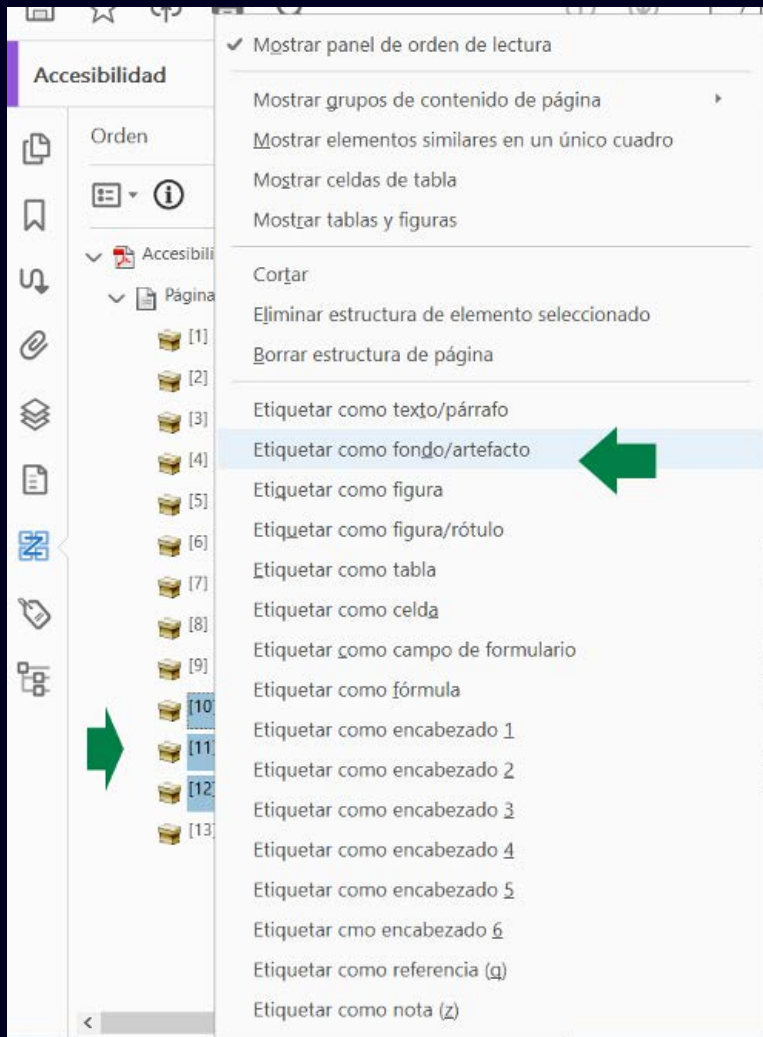 Accesibilidad
Orden
Accesibili
Página
[1]
[2]
[3]
[4]
[5]
[6]
[7]
[8]
[9]
[10
[11]
[12]
[13]
Mostrar panel de orden de lectura
Mostrar grupos de contenido de página
Mostrar elementos similares en un único cuadro
Mostrar celdas de tabla
Mostrar tablas y figuras
Cortar
Eliminar estructura de elemento seleccionado
Borrar estructura de página
Etiquetar como texto/párrafo
Etiquetar como fondo/artefacto
Etiquetar como figura
Etiquetar como figura/rótulo
Etiquetar como tabla
Etiquetar como celda
Etiquetar como campo de formulario
Etiquetar como fórmula
Etiquetar como encabezado 1
Etiquetar como encabezado 2
Etiquetar como encabezado 3
Etiquetar como encabezado 4
Etiquetar como encabezado 5
Etiquetar cmo encabezado 6
Etiquetar como referencia (q)
Etiquetar como nota (z)